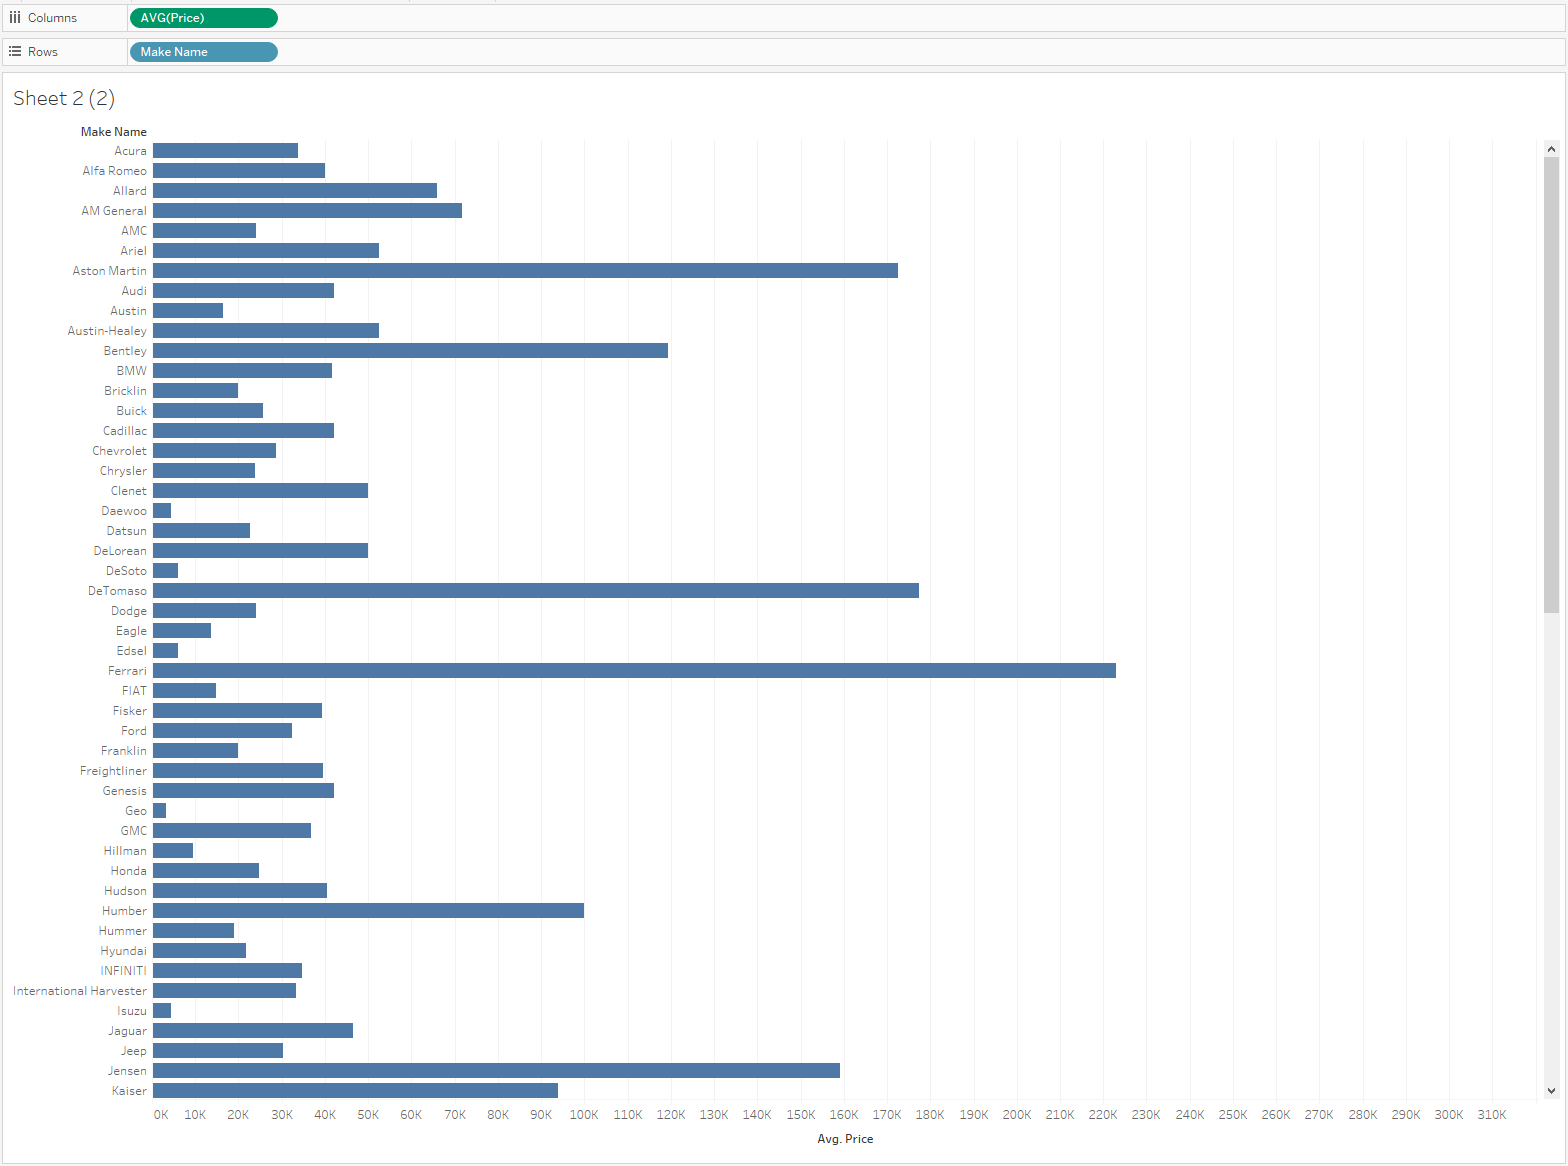 Columns
AVG(Price)
Rows
Make Name
Sheet 2 (2)
Make Name
Acura
Alfa Romeo
Allard
AM General
AMC
Ariel
Aston Martin
Audi
Austin
Austin-Healey
Bentley
BMW
Bricklin
Buick
Cadillac
Chevrolet
Chrysler
Clenet
Daewoo
Datsun
DeLorean
DeSoto
DeTomaso
Dodge
Eagle
Edsel
Ferrari
FIAT
Fisker
Ford
Franklin
Freightliner
Genesis
Geo
GMC
Hillman
Honda
Hudson
Humber
Hummer
Hyundai
INFINITI
International Harvester
Isuzu
Jaguar
Jeep
Jensen
Kaiser
0K 10K 20K 30K 40K 50K 60K 70K 80K 90K 100K 110K 120K 130K 140K 150K 160K 170K 180K 190K 200K 210K 220K 230K 240K 250K 260K 270K 280K 290K 300K 310K
Avg. Price